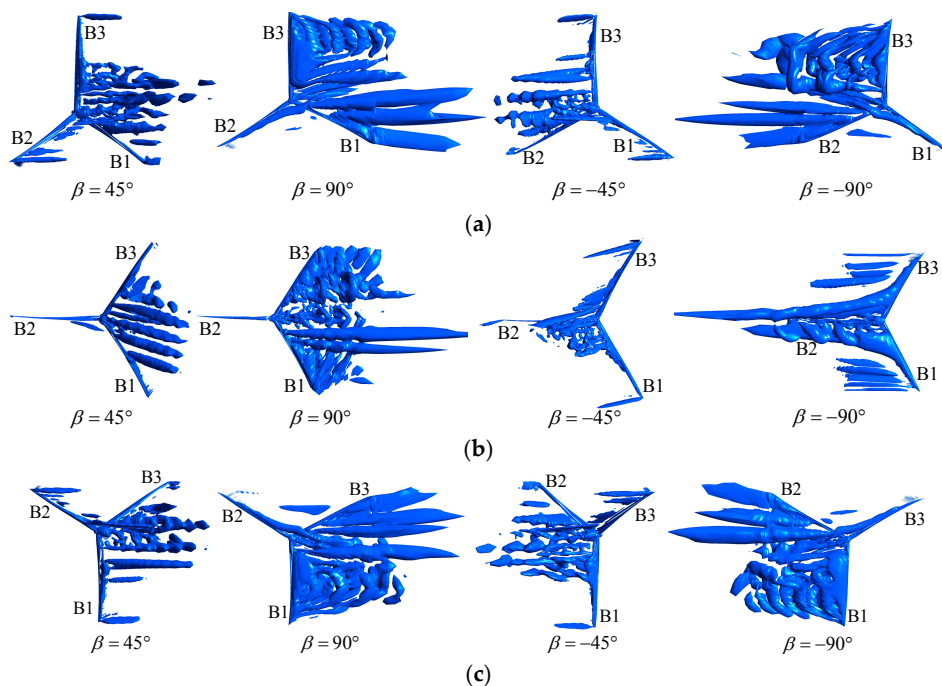 B3 B3 B3 B3
B2 B1 B2 B1 B2 B1 B2 B1
β = 45° β = 90° β = −45° β = −90°
(a)
B3 B3 B3 B3
B2 B2 B2 B2
B1 B1 B1 B1
β = 45° β = 90° β = −45° β = −90°
(b)
B3 B3 B2 B2
B2 B2 B3 B3
B1 B1 B1 B1
β = 45° β = 90° β = −45° β = −90°
(c)